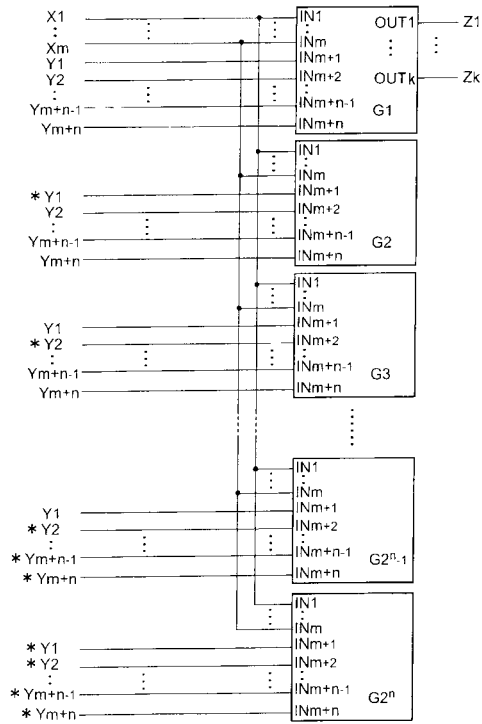 X1 IN1 OUT1 Z1
Xm INm
Y1 INm+1
Y2 INm+2 OUTk Zk
Ym+n-1 INm+n-1 G1
Ym+n INm+n
IN1
INm
*Y1 INm+1
Y2 INm+2
Ym+n-1 INm+n-1 G2
Ym+n INm+n
IN1
INm
Y1 INm+1
*Y2 INm+2
Ym+n-1 INm+n-1 G3
Ym+n INm+n
IN1
INm
Y1 INm+1
*Y2 INm+2
*Ym+n-1 INm+n-1 G2ⁿ-1
*Ym+n INm+n
IN1
INm
*Y1 INm+1
*Y2 INm+2
*Ym+n-1 INm+n-1 G2ⁿ
*Ym+n INm+n